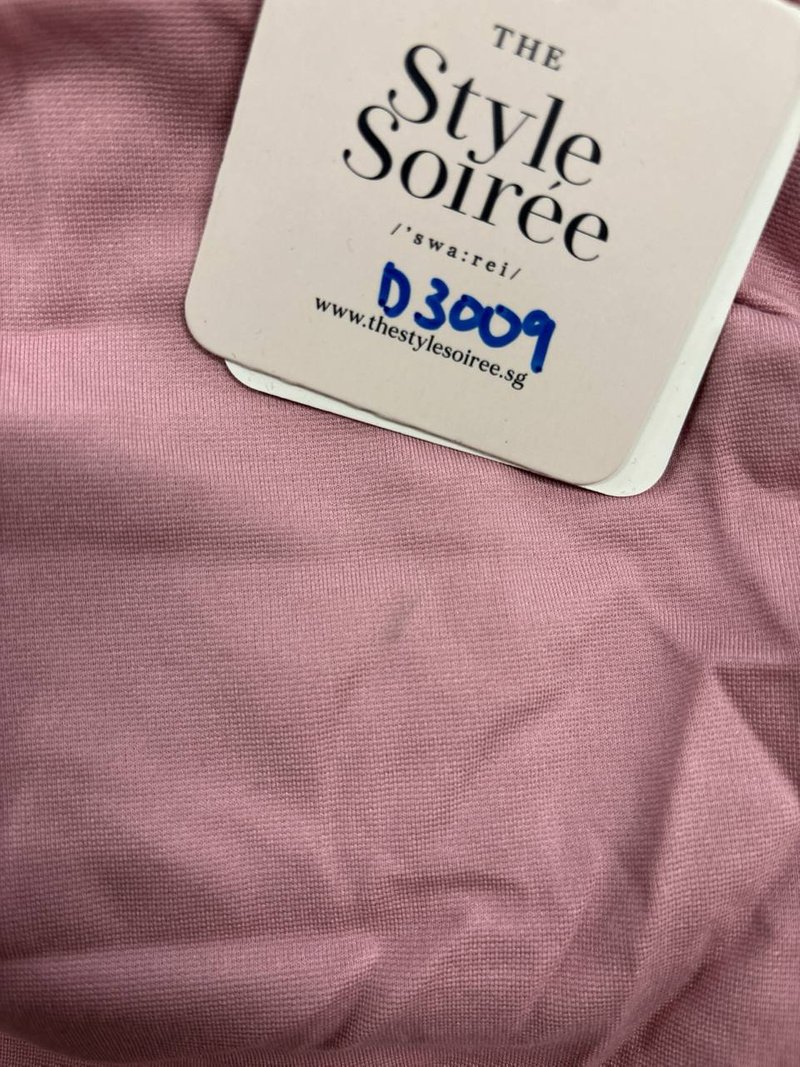 THE
Style
Soirée
/'swa:rei/
D3009
www.thestylesoiree.sg